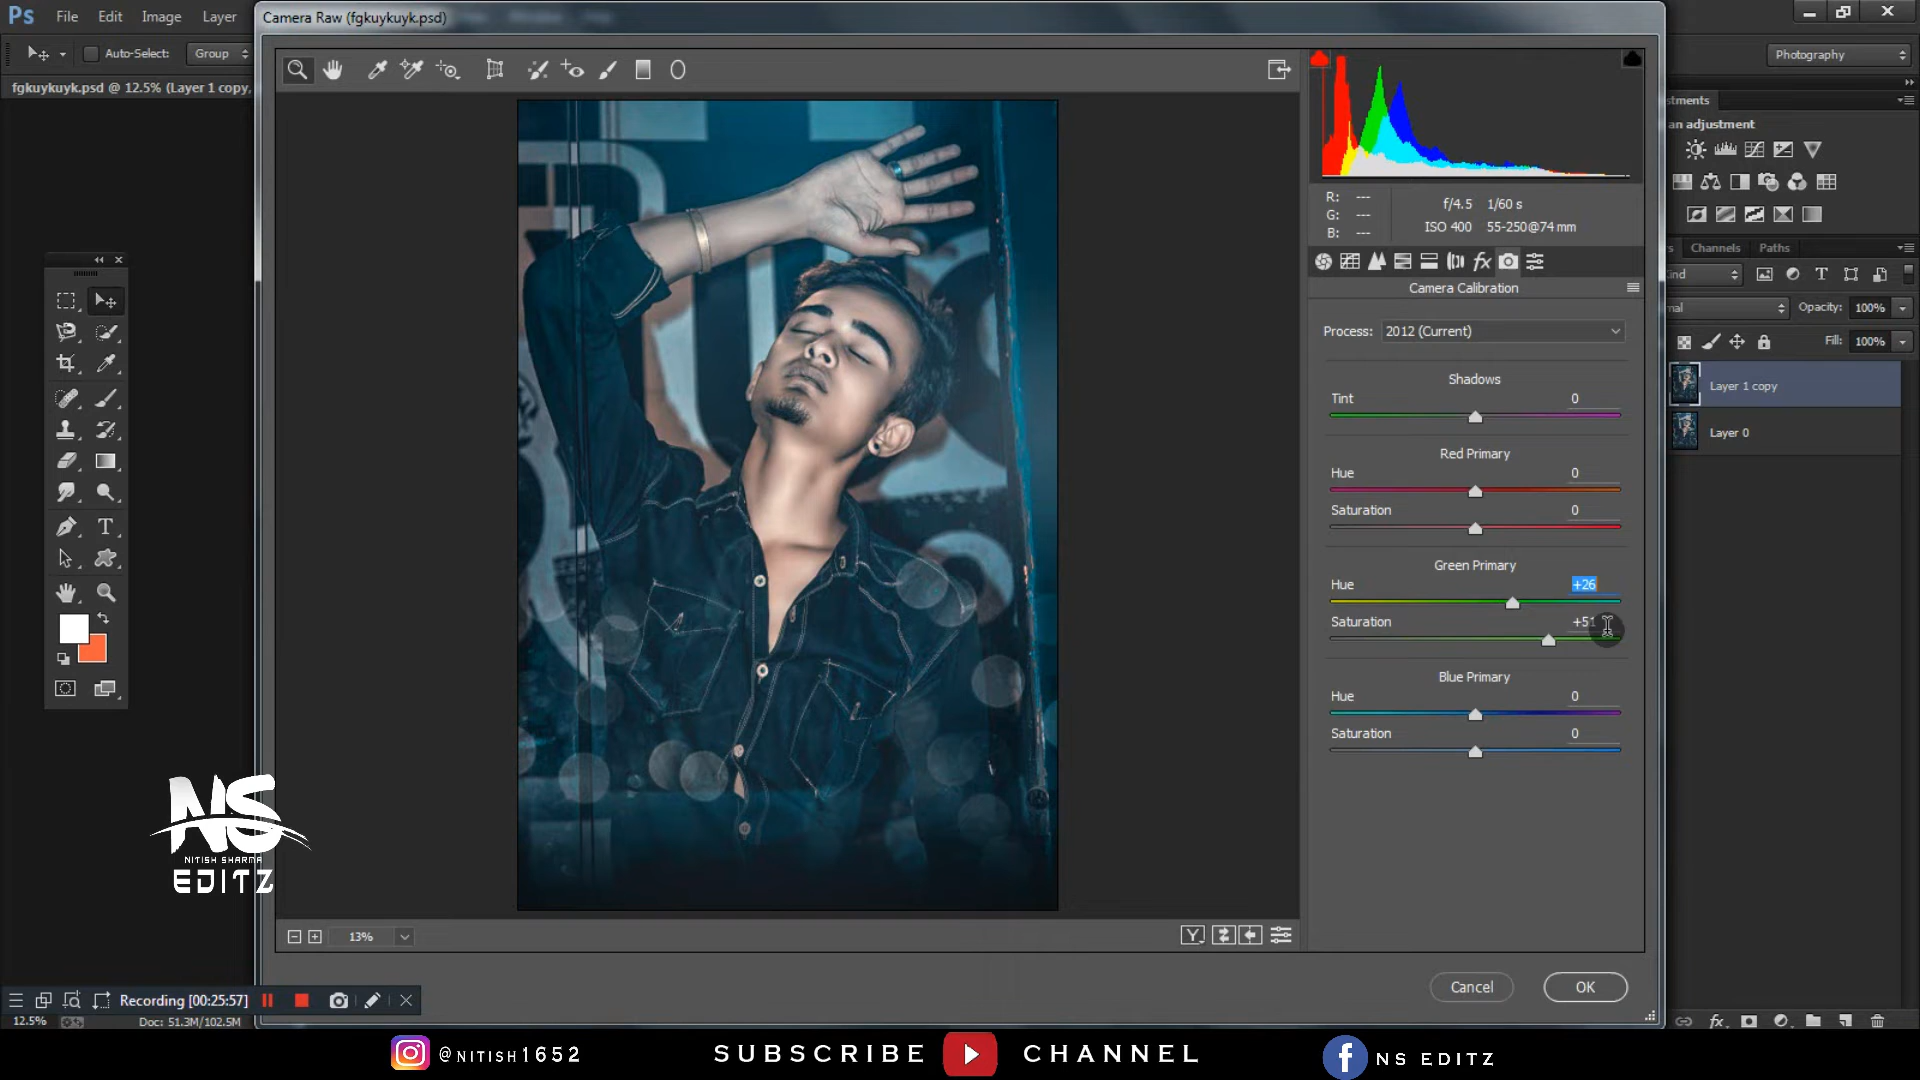 Ps File Edit Image Layer
Camera Raw (fgkuykuyk.psd)
Auto-Select: Group
Photography
fgkuykuyk.psd @ 12.5% (Layer 1 copy,
stments
an adjustment
R: ---
G: ---
B: ---
f/4.5 1/60 s
ISO 400 55-250@74 mm
s Channels Paths
ind
Camera Calibration
mal Opacity: 100%
Process: 2012 (Current)
Fill: 100%
Shadows
Tint 0
Layer 1 copy
Layer 0
Red Primary
Hue 0
Saturation 0
Green Primary
Hue +26
Saturation +51
Blue Primary
Hue 0
Saturation 0
NS
NITISH SHARMA
EDITZ
13%
Cancel OK
Recording [00:25:57]
12.5% Doc: 51.3M/102.5M
@NITISH1652 SUBSCRIBE CHANNEL NS EDITZ